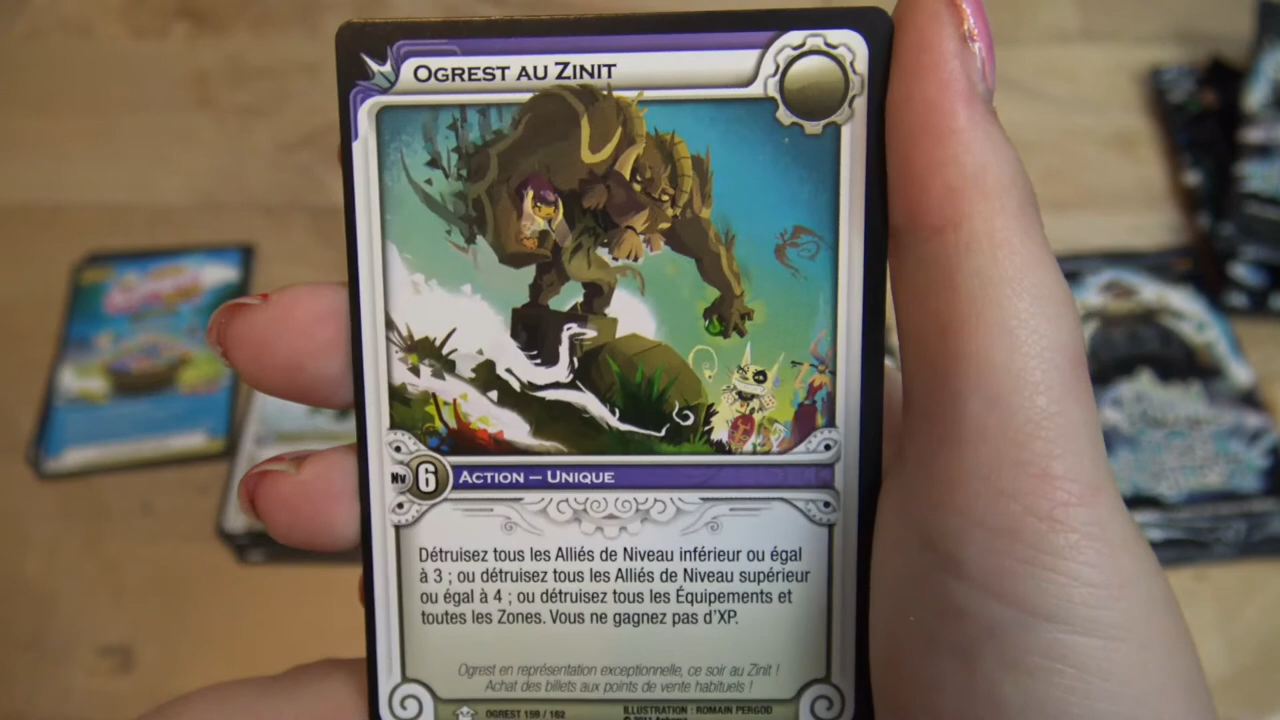 OGREST AU ZINIT
Nv 6 ACTION – UNIQUE
Détruisez tous les Alliés de Niveau inférieur ou égal
à 3 ; ou détruisez tous les Alliés de Niveau supérieur
ou égal à 4 ; ou détruisez tous les Équipements et
toutes les Zones. Vous ne gagnez pas d'XP.
Ogrest en représentation exceptionnelle, ce soir au Zinit !
Achat des billets aux points de vente habituels !
OGREST 159 / 162 ILLUSTRATION : ROMAIN PERGOD